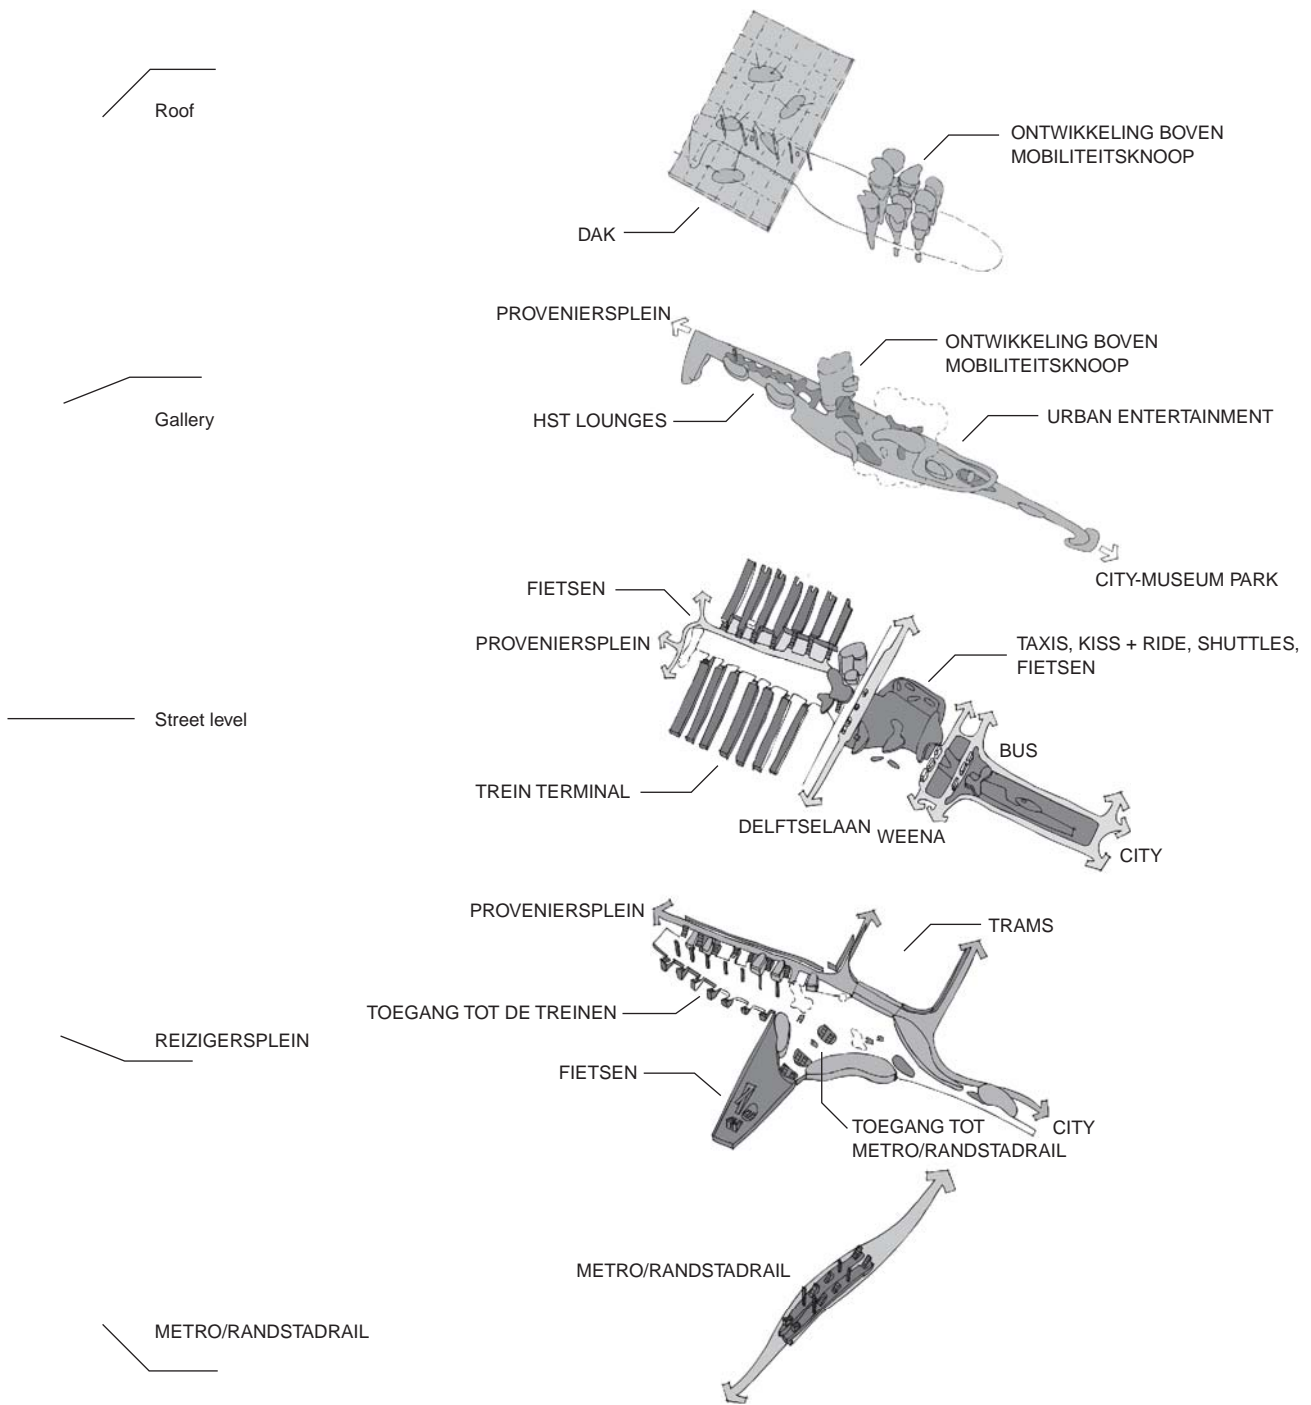 Roof
ONTWIKKELING BOVEN
MOBILITEITSKNOOP
DAK
PROVENIERSPLEIN
ONTWIKKELING BOVEN
MOBILITEITSKNOOP
Gallery
HST LOUNGES
URBAN ENTERTAINMENT
CITY-MUSEUM PARK
FIETSEN
PROVENIERSPLEIN
TAXIS, KISS + RIDE, SHUTTLES,
FIETSEN
Street level
BUS
TREIN TERMINAL
DELFTSELAAN
WEENA
CITY
PROVENIERSPLEIN
TRAMS
TOEGANG TOT DE TREINEN
REIZIGERSPLEIN
FIETSEN
TOEGANG TOT
METRO/RANDSTADRAIL
CITY
METRO/RANDSTADRAIL
METRO/RANDSTADRAIL